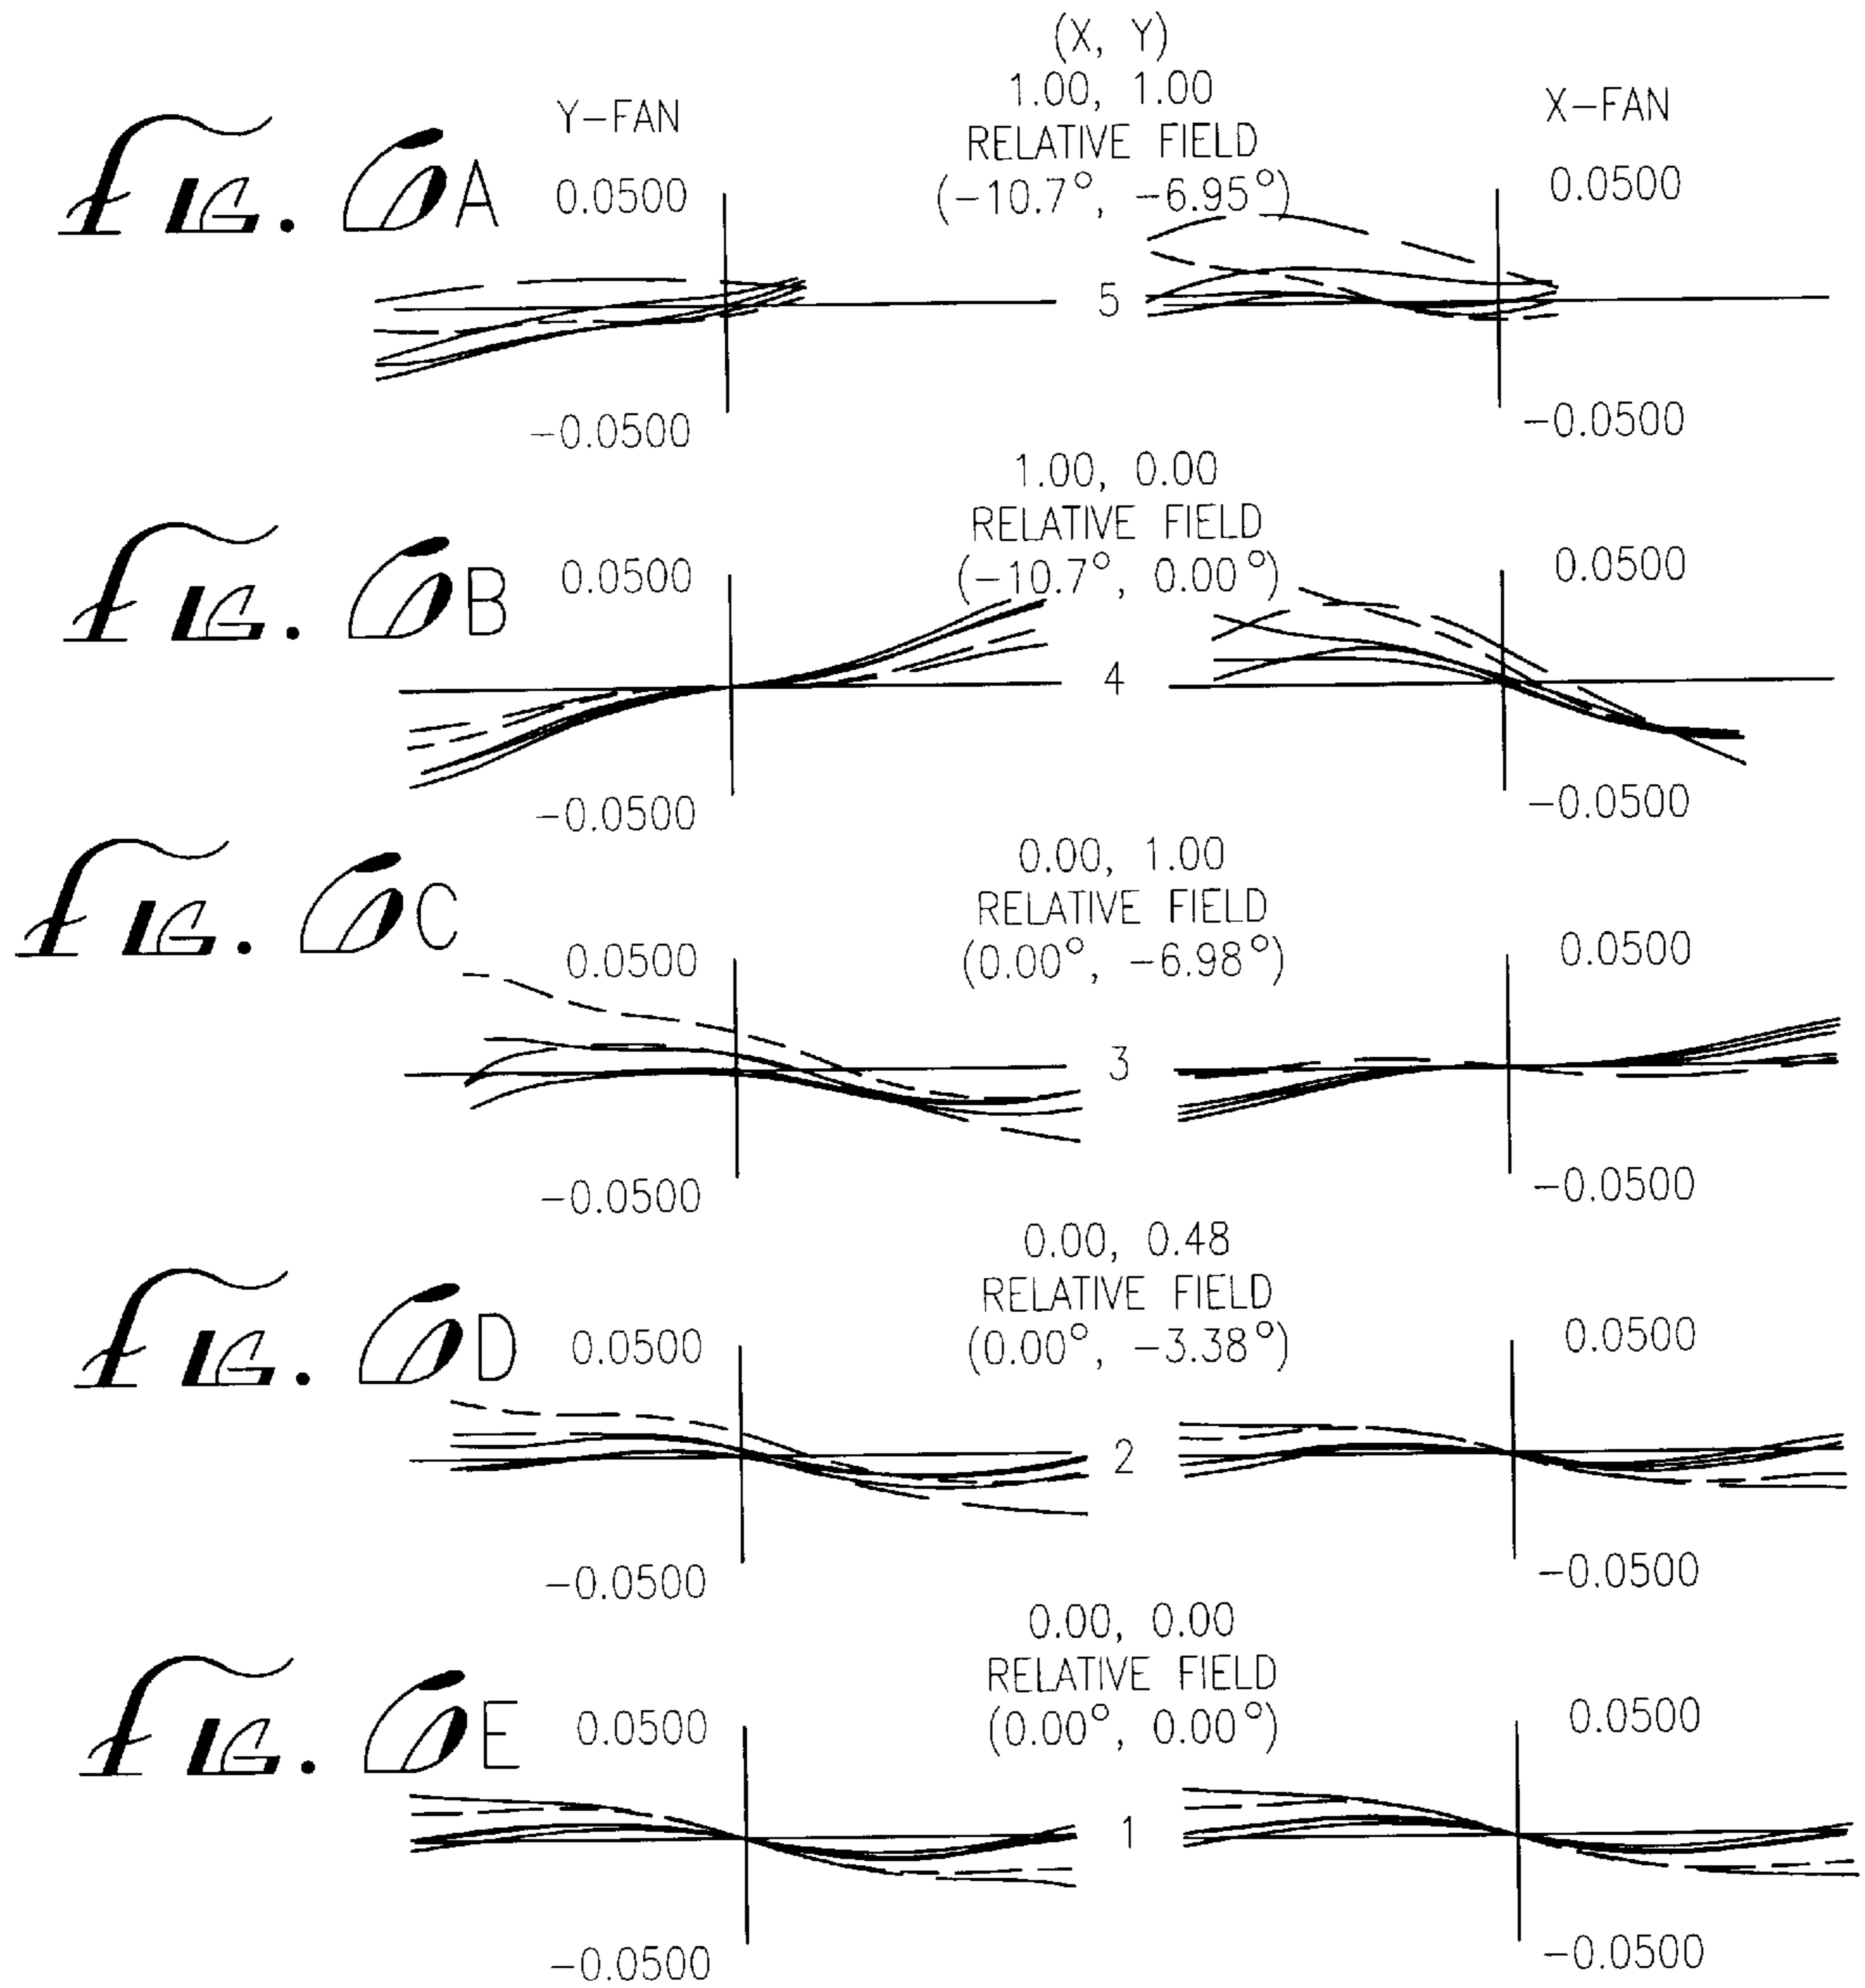 (X, Y)
FIG. 6A
Y-FAN
1.00, 1.00
X-FAN
RELATIVE FIELD
0.0500
(-10.7°, -6.95°)
0.0500
5
-0.0500
-0.0500
FIG. 6B
1.00, 0.00
RELATIVE FIELD
0.0500
(-10.7°, 0.00°)
0.0500
4
-0.0500
-0.0500
FIG. 6C
0.00, 1.00
RELATIVE FIELD
0.0500
(0.00°, -6.98°)
0.0500
3
-0.0500
-0.0500
FIG. 6D
0.00, 0.48
RELATIVE FIELD
0.0500
(0.00°, -3.38°)
0.0500
2
-0.0500
-0.0500
FIG. 6E
0.00, 0.00
RELATIVE FIELD
0.0500
(0.00°, 0.00°)
0.0500
1
-0.0500
-0.0500